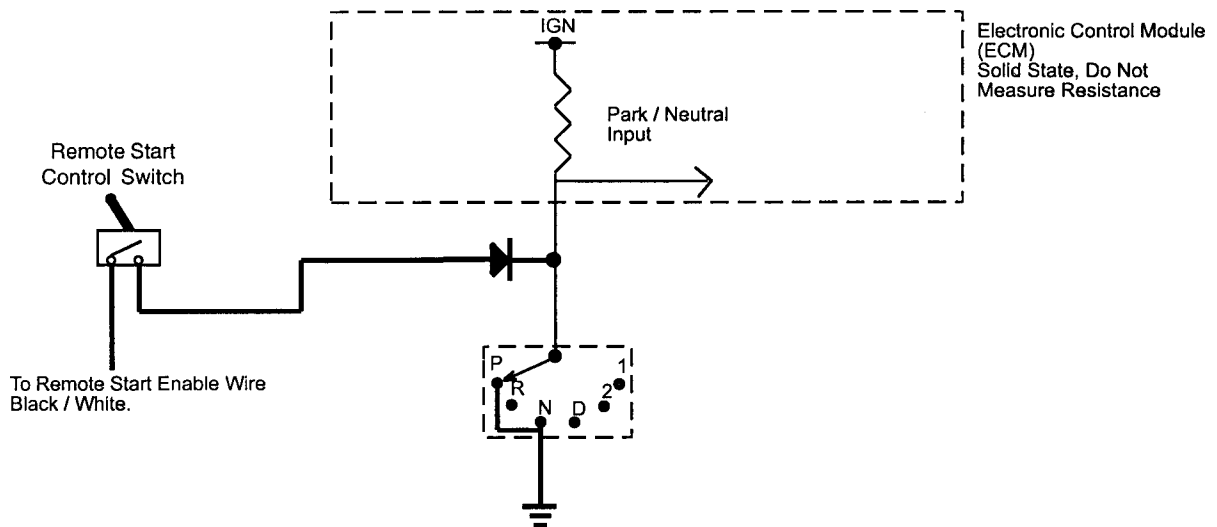 IGN
Electronic Control Module
(ECM)
Solid State, Do Not
Measure Resistance
Park / Neutral
Input
Remote Start
Control Switch
To Remote Start Enable Wire
Black / White.
P
R
N
D
2
1